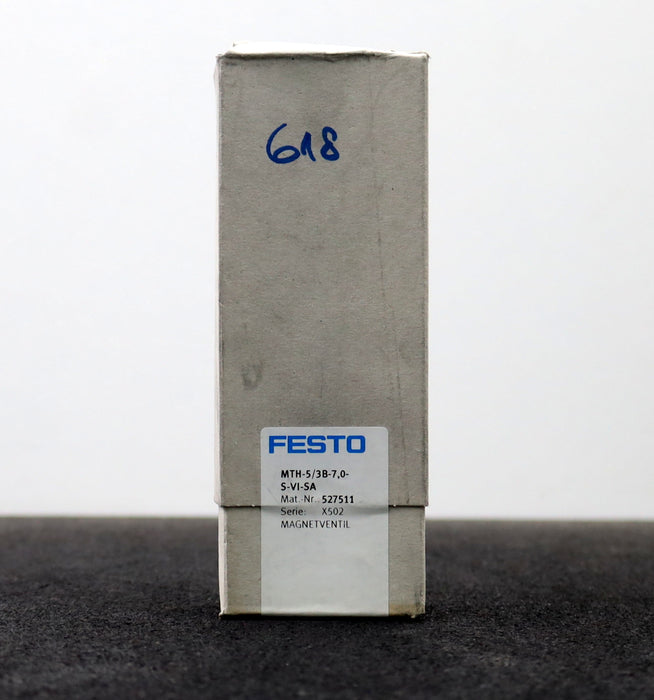 618
FESTO
MTH-5/3B-7,0-
S-VI-SA
Mat.-Nr. 527511
Serie: X502
MAGNETVENTIL